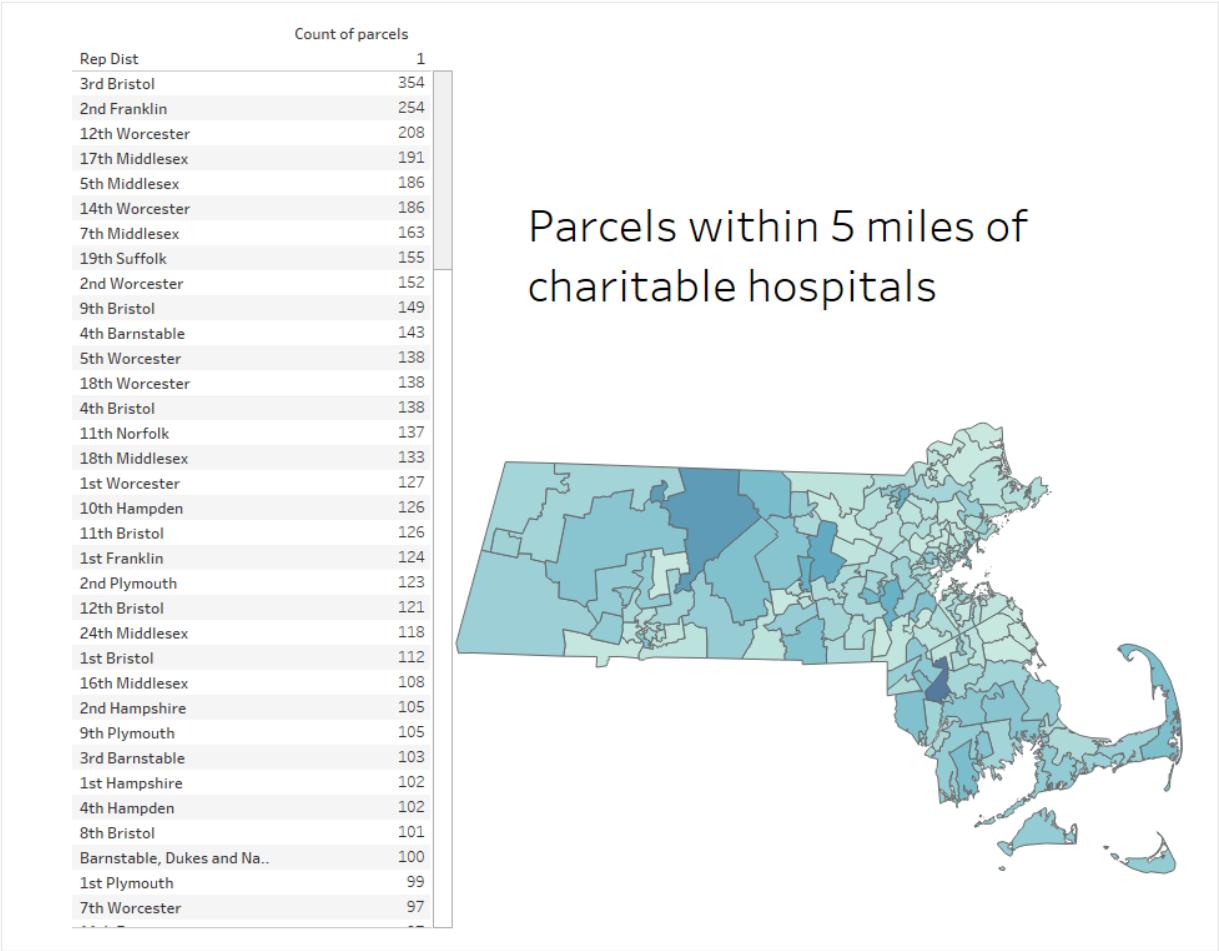 Count of parcels
Rep Dist 1
3rd Bristol 354
2nd Franklin 254
12th Worcester 208
17th Middlesex 191
5th Middlesex 186
14th Worcester 186
7th Middlesex 163
19th Suffolk 155
2nd Worcester 152
9th Bristol 149
4th Barnstable 143
5th Worcester 138
18th Worcester 138
4th Bristol 138
11th Norfolk 137
18th Middlesex 133
1st Worcester 127
10th Hampden 126
11th Bristol 126
1st Franklin 124
2nd Plymouth 123
12th Bristol 121
24th Middlesex 118
1st Bristol 112
16th Middlesex 108
2nd Hampshire 105
9th Plymouth 105
3rd Barnstable 103
1st Hampshire 102
4th Hampden 102
8th Bristol 101
Barnstable, Dukes and Na.. 100
1st Plymouth 99
7th Worcester 97
Parcels within 5 miles of
charitable hospitals